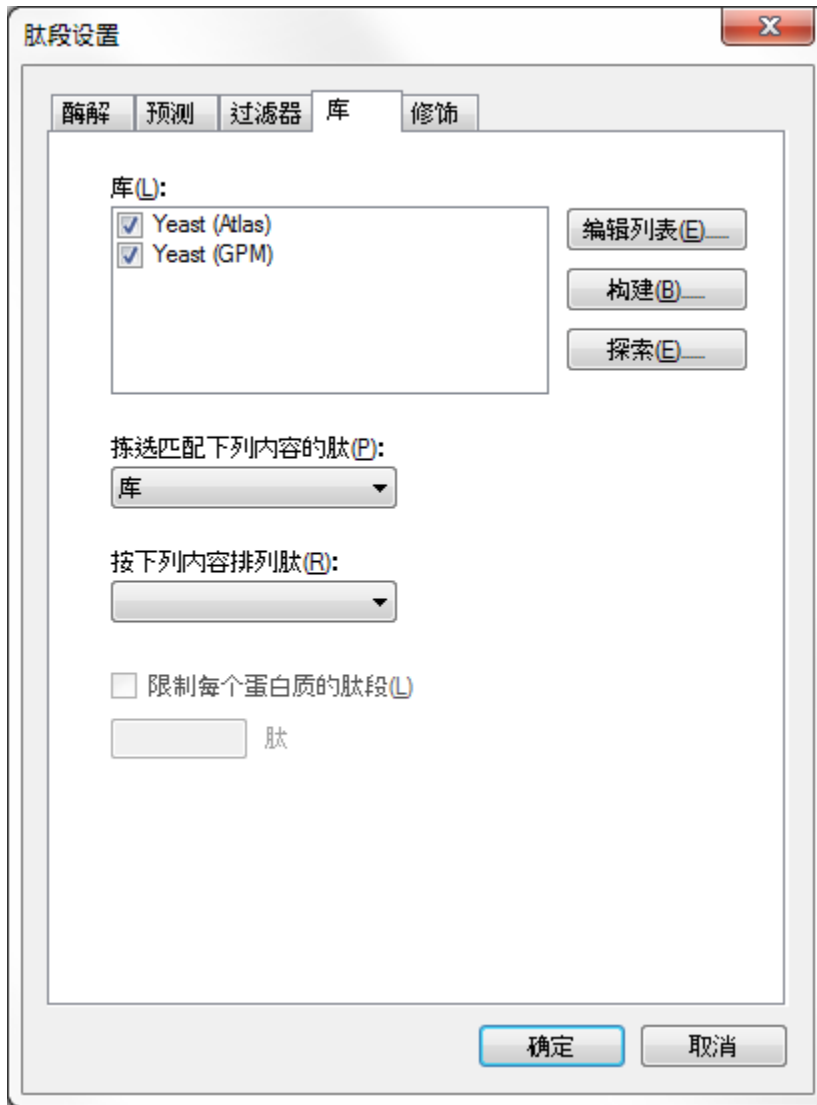 肽段设置
酶解 预测 过滤器 库 修饰
库(L):
Yeast (Atlas)
Yeast (GPM)
编辑列表(E)......
构建(B)......
探索(E)......
拣选匹配下列内容的肽(P):
库
按下列内容排列肽(R):
限制每个蛋白质的肽段(L)
肽
确定 取消